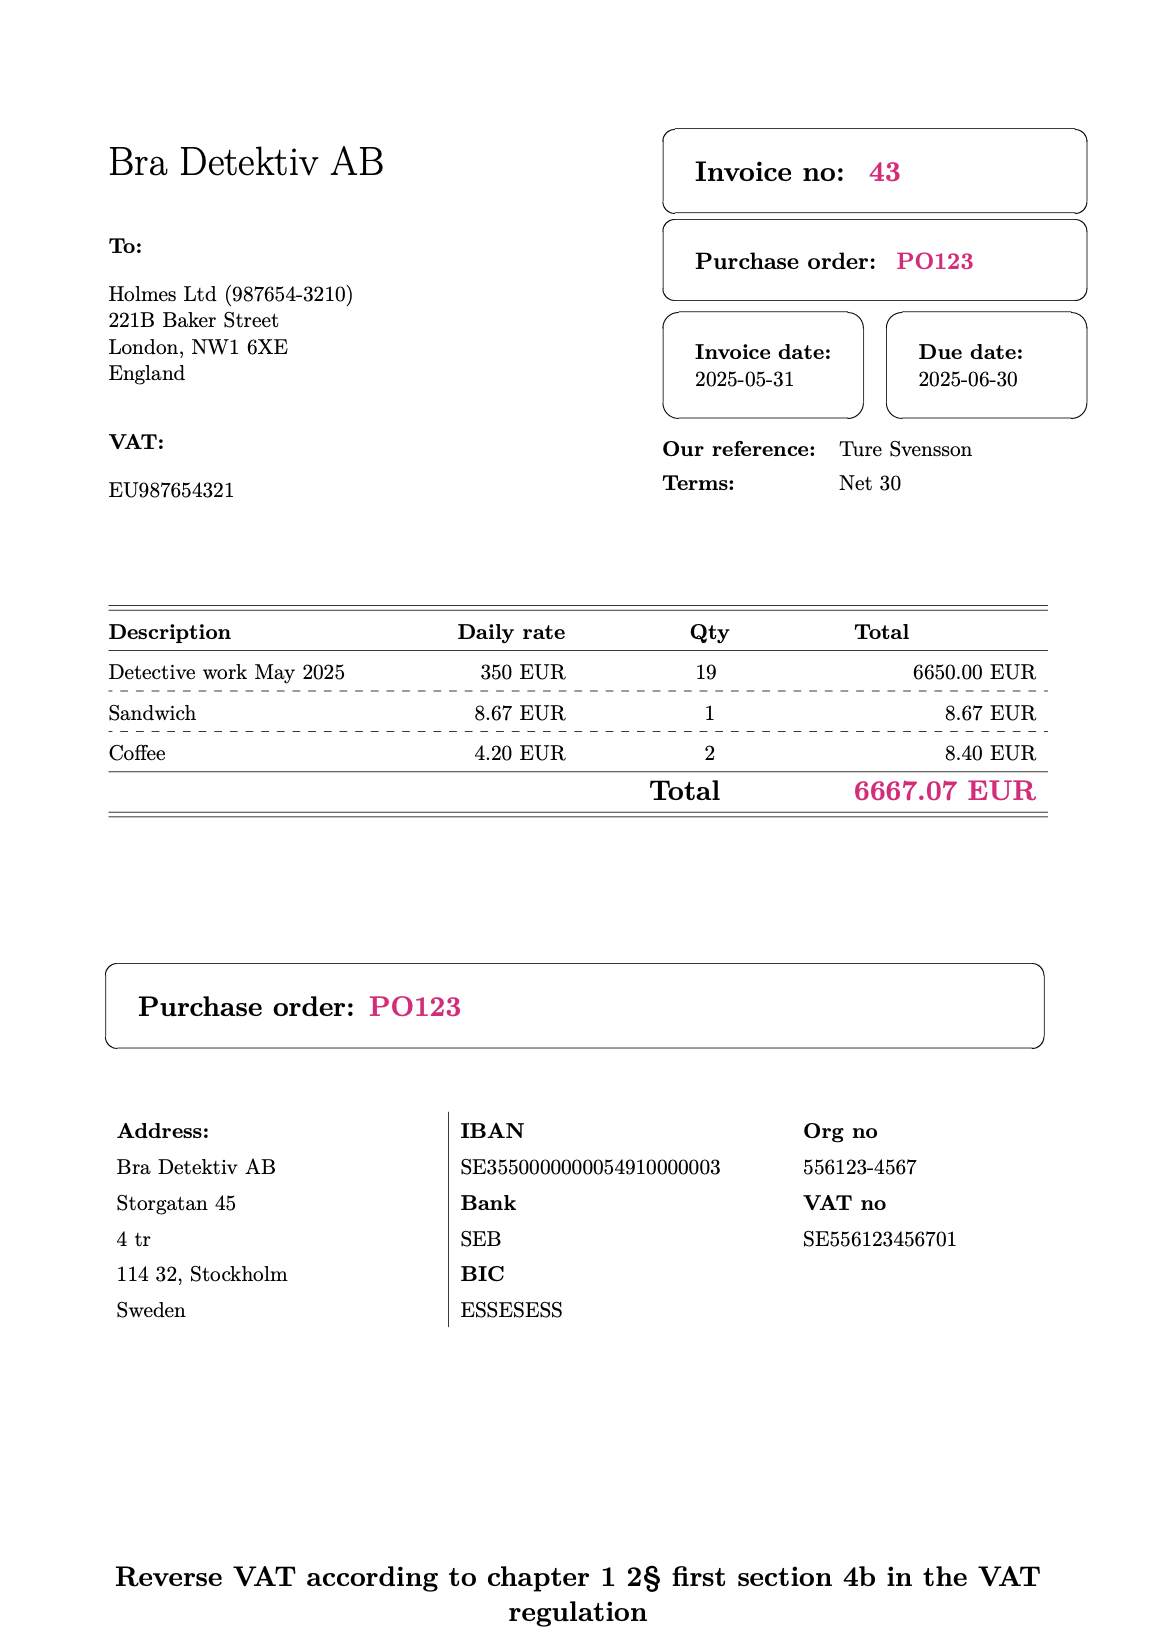 Bra Detektiv AB
Invoice no: 43
Purchase order: PO123
To:
Holmes Ltd (987654-3210)
221B Baker Street
London, NW1 6XE
England
Invoice date:
2025-05-31
Due date:
2025-06-30
VAT:
EU987654321
Our reference: Ture Svensson
Terms: Net 30
Description Daily rate Qty Total
Detective work May 2025 350 EUR 19 6650.00 EUR
Sandwich 8.67 EUR 1 8.67 EUR
Coffee 4.20 EUR 2 8.40 EUR
Total 6667.07 EUR
Purchase order: PO123
Address:
Bra Detektiv AB
Storgatan 45
4 tr
114 32, Stockholm
Sweden
IBAN
SE3550000000054910000003
Bank
SEB
BIC
ESSESESS
Org no
556123-4567
VAT no
SE556123456701
Reverse VAT according to chapter 1 2§ first section 4b in the VAT
regulation